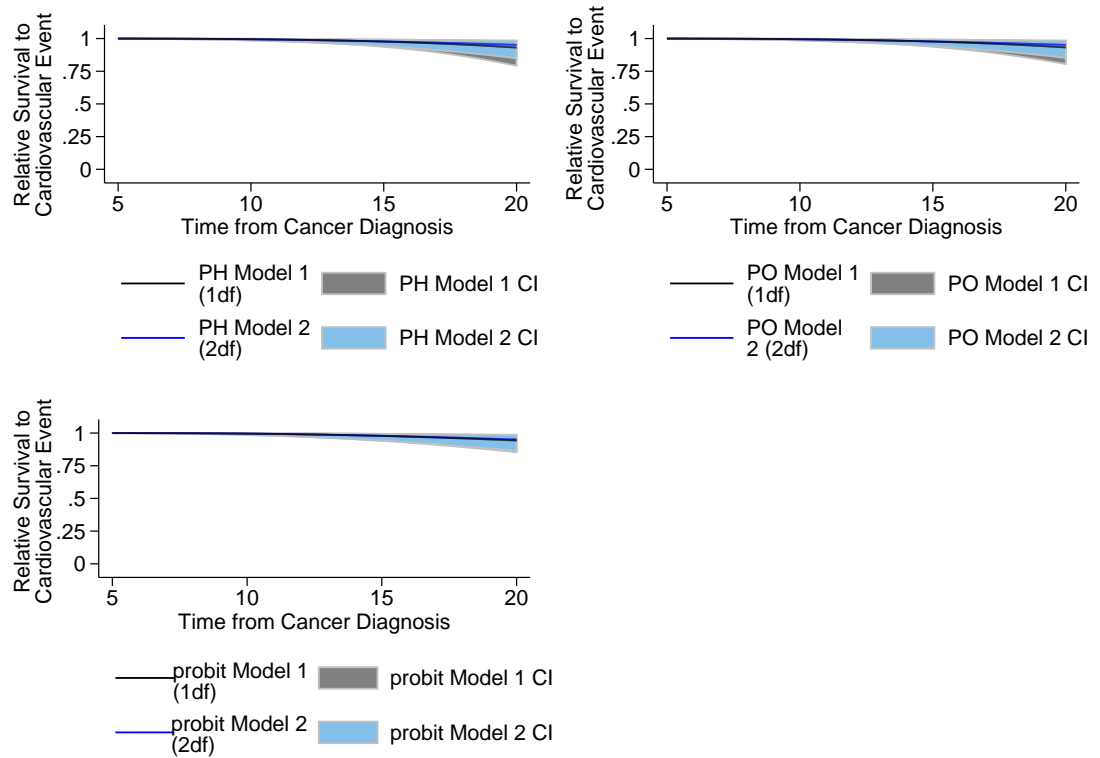 Relative Survival to
Cardiovascular Event
1
.75
.5
.25
0
5
10
15
20
Time from Cancer Diagnosis
PH Model 1
(1df)
PH Model 1 CI
PH Model 2
(2df)
PH Model 2 CI
Relative Survival to
Cardiovascular Event
1
.75
.5
.25
0
5
10
15
20
Time from Cancer Diagnosis
PO Model 1
(1df)
PO Model 1 CI
PO Model
2 (2df)
PO Model 2 CI
Relative Survival to
Cardiovascular Event
1
.75
.5
.25
0
5
10
15
20
Time from Cancer Diagnosis
probit Model 1
(1df)
probit Model 1 CI
probit Model 2
(2df)
probit Model 2 CI